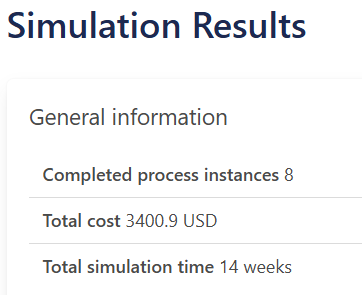 Simulation Results
General information
Completed process instances 8
Total cost 3400.9 USD
Total simulation time 14 weeks